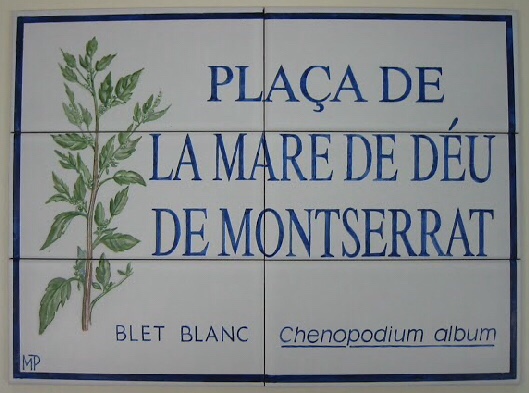 PLAÇA DE
LA MARE DE DÉU
DE MONTSERRAT
BLET BLANC Chenopodium album
MP